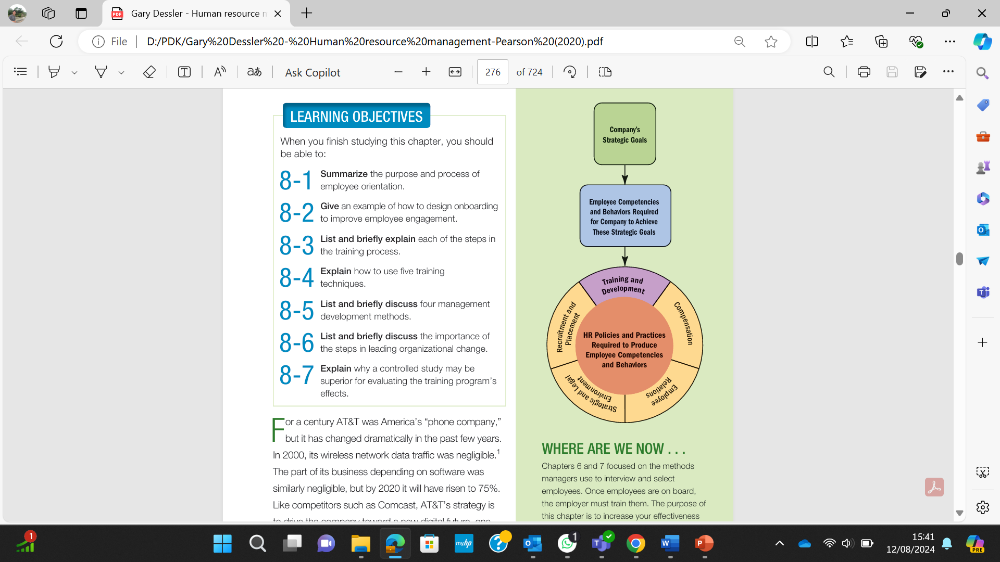 Gary Dessler - Human resource m
File
D:/PDK/Gary%20Dessler%20-%20Human%20resource%20management-Pearson%20(2020).pdf
Ask Copilot
276
of 724
LEARNING OBJECTIVES
When you finish studying this chapter, you should
be able to:
8-1 Summarize the purpose and process of
employee orientation.
8-2 Give an example of how to design onboarding
to improve employee engagement.
8-3 List and briefly explain each of the steps in
the training process.
8-4 Explain how to use five training
techniques.
8-5 List and briefly discuss four management
development methods.
8-6 List and briefly discuss the importance of
the steps in leading organizational change.
8-7 Explain why a controlled study may be
superior for evaluating the training program's
effects.
For a century AT&T was America's “phone company,”
but it has changed dramatically in the past few years.
In 2000, its wireless network data traffic was negligible.1
The part of its business depending on software was
similarly negligible, but by 2020 it will have risen to 75%.
Like competitors such as Comcast, AT&T's strategy is
to drive the company toward a new digital future, one
Company's
Strategic Goals
Employee Competencies
and Behaviors Required
for Company to Achieve
These Strategic Goals
Training and
Development
Recruitment and
Placement
Compensation
HR Policies and Practices
Required to Produce
Employee Competencies
and Behaviors
Strategic and Legal
Environment
Employee
Relations
WHERE ARE WE NOW . . .
Chapters 6 and 7 focused on the methods
managers use to interview and select
employees. Once employees are on board,
the employer must train them. The purpose of
this chapter is to increase your effectiveness
1
myhp
1
15:41
12/08/2024
PRE